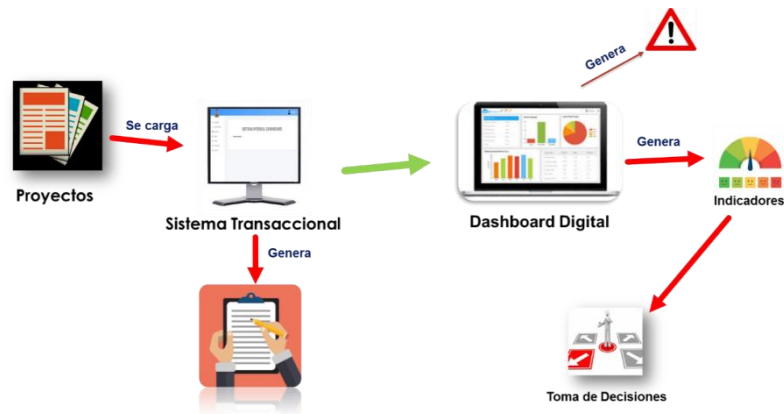 Genera
Se carga
Genera
Proyectos
Sistema Transaccional
Dashboard Digital
Indicadores
Genera
Toma de Decisiones